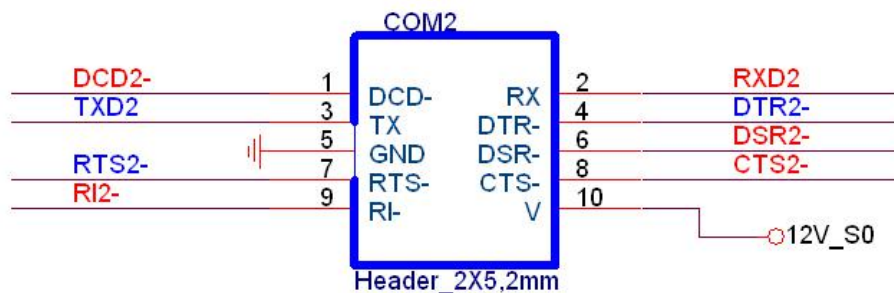 COM2
DCD2- 1 DCD- RX 2 RXD2
TXD2 3 TX DTR- 4 DTR2-
5 GND DSR- 6 DSR2-
RTS2- 7 RTS- CTS- 8 CTS2-
RI2- 9 RI- V 10
12V_S0
Header_2X5,2mm